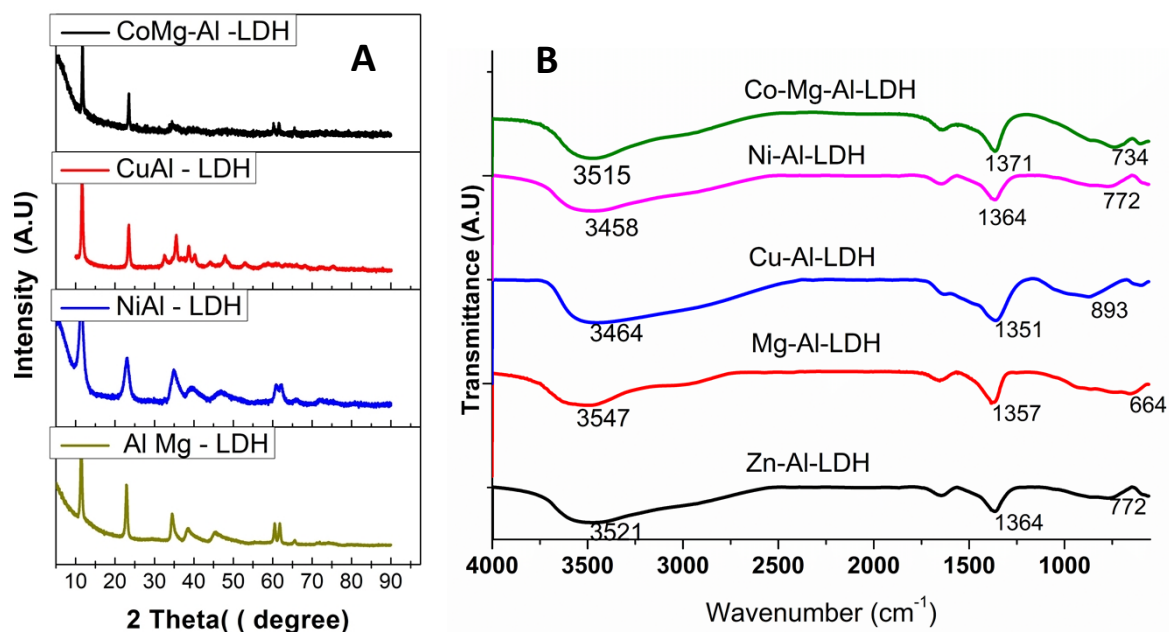 A
CoMg-Al -LDH
CuAl - LDH
NiAl - LDH
Al Mg - LDH
Intensity (A.U)
10 20 30 40 50 60 70 80 90
2 Theta( ( degree)
B
Co-Mg-Al-LDH
3515 1371 734
Ni-Al-LDH
3458 1364 772
Cu-Al-LDH
3464 1351 893
Mg-Al-LDH
3547 1357 664
Zn-Al-LDH
3521 1364 772
Transmittance (A.U)
4000 3500 3000 2500 2000 1500 1000
Wavenumber (cm⁻¹)